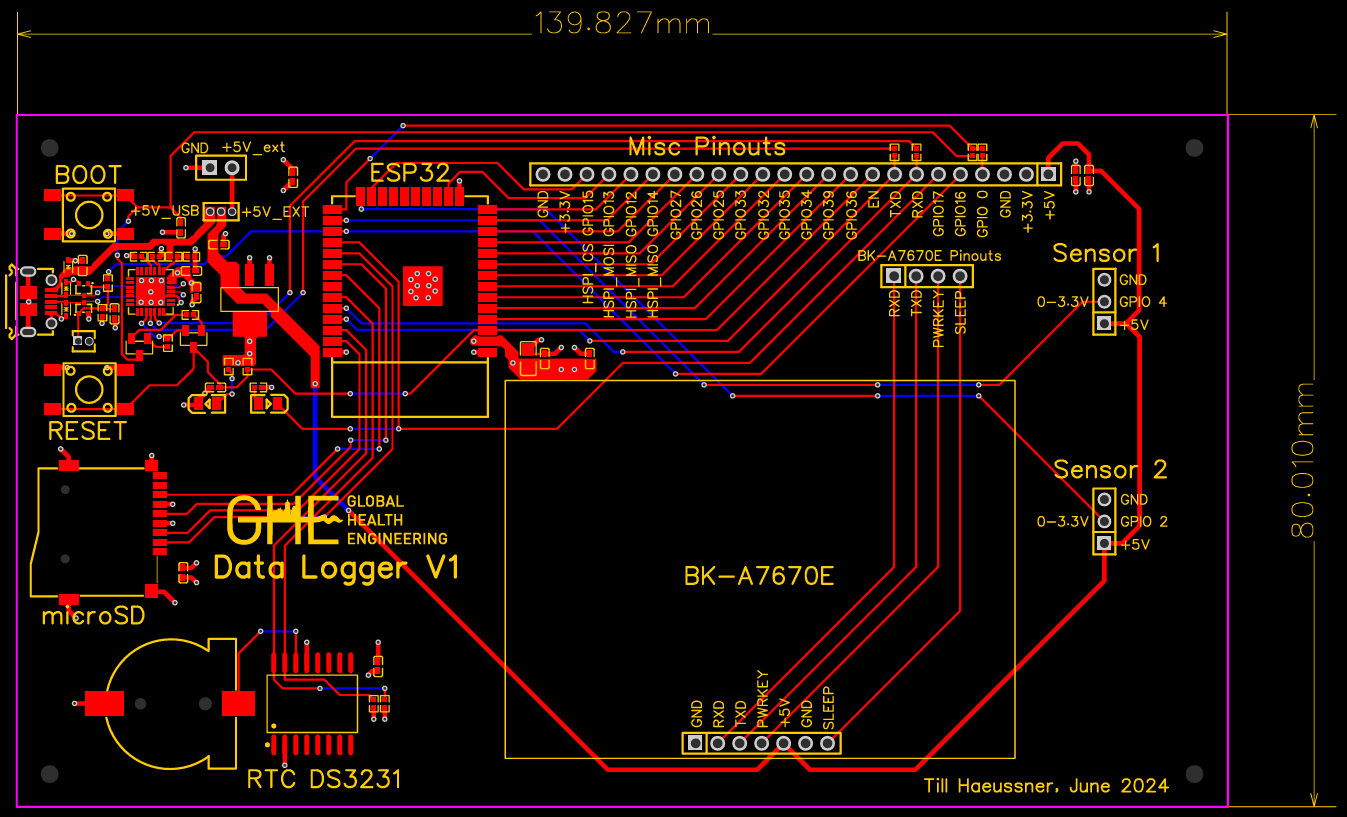 139.827mm
GND +5V_ext
BOOT
+5V_USB
+5V_EXT
ESP32
Misc Pinouts
GND
+3.3V
HSPI_CS GPIO15
HSPI_MOSI GPIO13
HSPI_MISO GPIO12
HSPI_MISO GPIO14
GPIO27
GPIO26
GPIO25
GPIO33
GPIO32
GPIO35
GPIO34
GPIO39
GPIO36
EN
TXD
RXD
GPIO17
GPIO16
GPIO 0
GND
+3.3V
+5V
BK-A7670E Pinouts
RXD
TXD
PWRKEY
SLEEP
Sensor 1
GND
0-3.3V GPIO 4
+5V
RESET
80.010mm
Sensor 2
GND
0-3.3V GPIO 2
+5V
GHE
GLOBAL
HEALTH
ENGINEERING
Data Logger V1
BK-A7670E
microSD
GND
RXD
TXD
PWRKEY
+5V
GND
SLEEP
RTC DS3231
Till Haeussner, June 2024